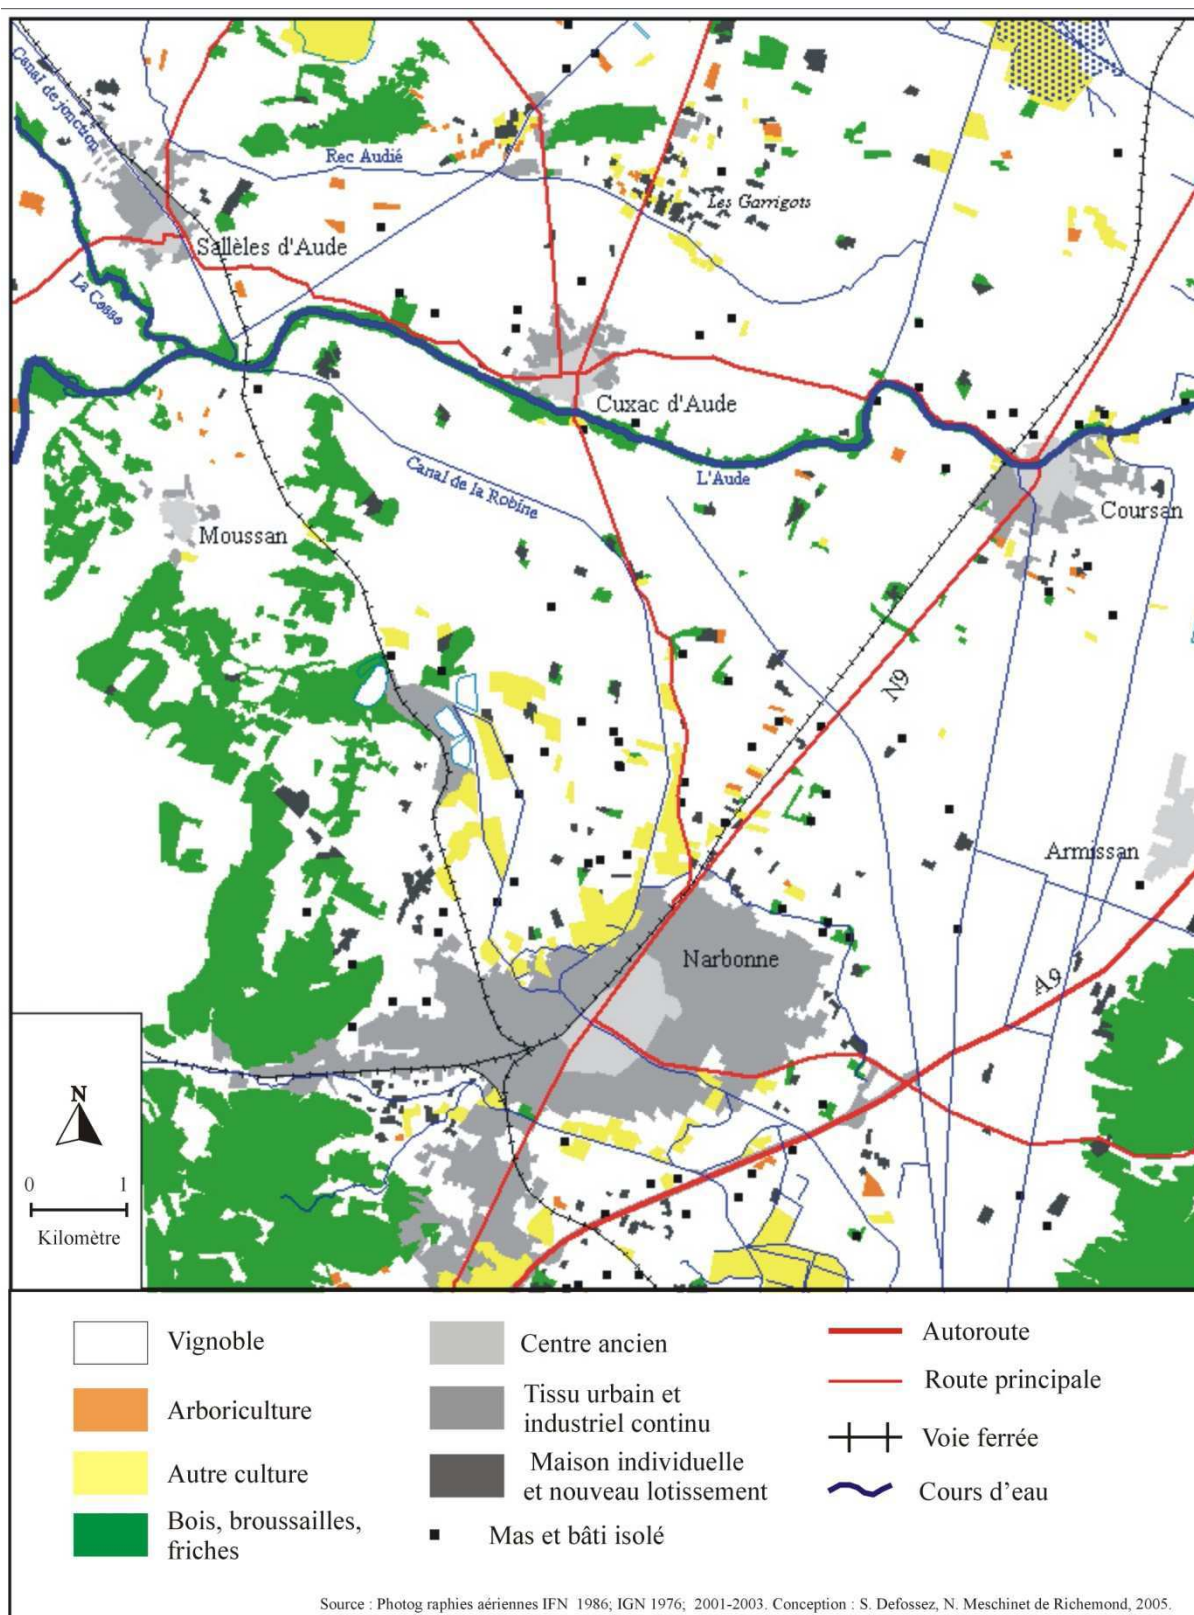 Canal de jonction
Rec Audié
Les Garrigots
Sallèles d'Aude
La Cesse
Cuxac d'Aude
Canal de la Robine
L'Aude
Moussan
Coursan
N9
Armissan
Narbonne
A9
N
0 1
Kilomètre
Vignoble
Arboriculture
Autre culture
Bois, broussailles,
friches
Centre ancien
Tissu urbain et
industriel continu
Maison individuelle
et nouveau lotissement
Mas et bâti isolé
Autoroute
Route principale
Voie ferrée
Cours d'eau
Source : Photog raphies aériennes IFN 1986; IGN 1976; 2001-2003. Conception : S. Defossez, N. Meschinet de Richemond, 2005.